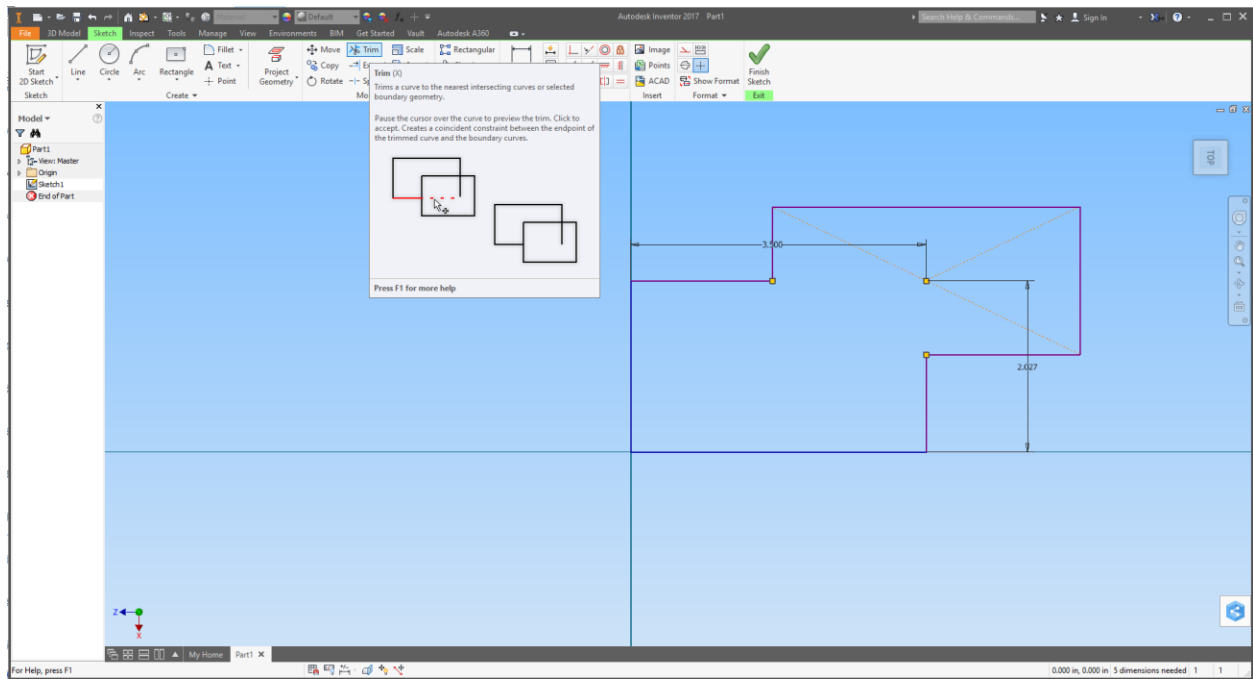 Material
Default
Autodesk Inventor 2017 Part1
Search Help & Commands...
Sign In
File 3D Model Sketch Inspect Tools Manage View Environments BIM Get Started Vault Autodesk A360
Start
2D Sketch
Line
Circle
Arc
Rectangle
Fillet
Text
Point
Project
Geometry
Move
Copy
Rotate
Trim
Scale
Rectangular
Image
Points
ACAD
Show Format
Finish
Sketch
Sketch
Create
Insert
Format
Exit
Trim (X)
Trims a curve to the nearest intersecting curves or selected
boundary geometry.
Pause the cursor over the curve to preview the trim. Click to
accept. Creates a coincident constraint between the endpoint of
the trimmed curve and the boundary curves.
Press F1 for more help
Model
Part1
View: Master
Origin
Sketch1
End of Part
TOP
3.500
2.027
Z
X
My Home
Part1
For Help, press F1
0.000 in, 0.000 in 5 dimensions needed 1 1